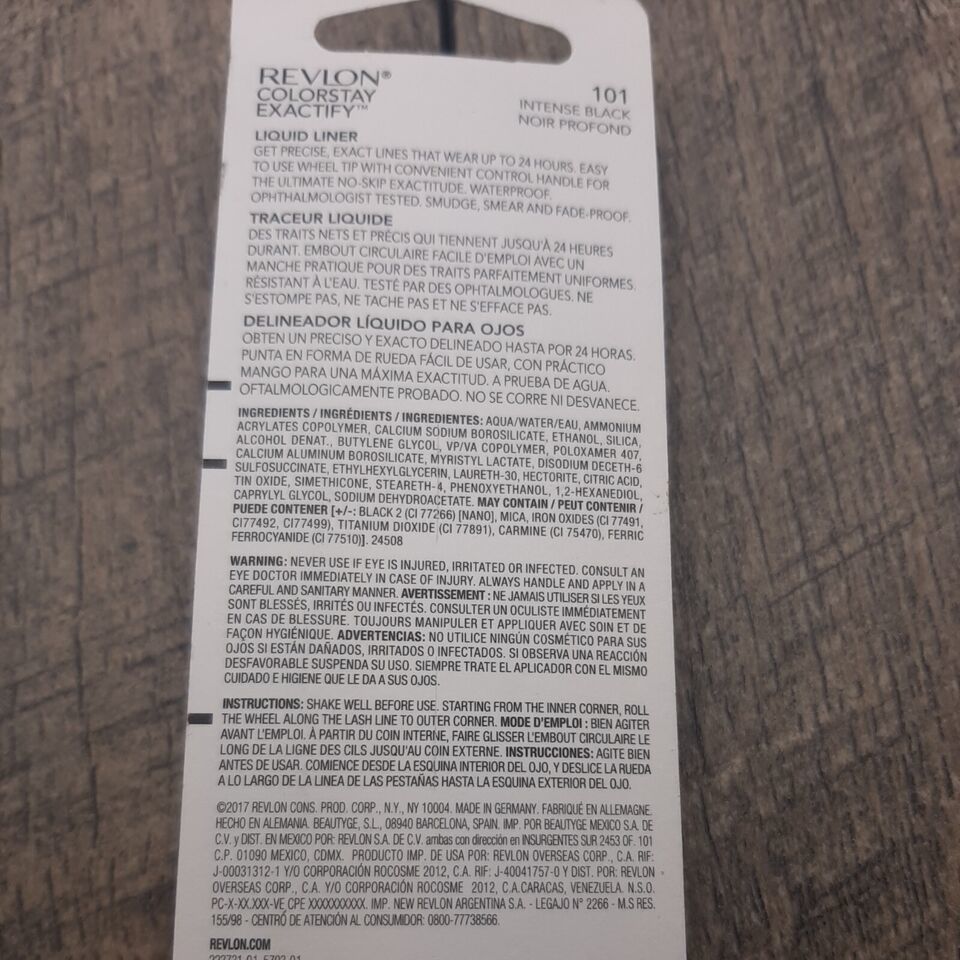 REVLON®
COLORSTAY
EXACTIFY™
101
INTENSE BLACK
NOIR PROFOND
LIQUID LINER
GET PRECISE, EXACT LINES THAT WEAR UP TO 24 HOURS. EASY
TO USE WHEEL TIP WITH CONVENIENT CONTROL HANDLE FOR
THE ULTIMATE NO-SKIP EXACTITUDE. WATERPROOF.
OPHTHALMOLOGIST TESTED. SMUDGE, SMEAR AND FADE-PROOF.
TRACEUR LIQUIDE
DES TRAITS NETS ET PRÉCIS QUI TIENNENT JUSQU'À 24 HEURES
DURANT. EMBOUT CIRCULAIRE FACILE D'EMPLOI AVEC UN
MANCHE PRATIQUE POUR DES TRAITS PARFAITEMENT UNIFORMES.
RÉSISTANT À L'EAU. TESTÉ PAR DES OPHTALMOLOGUES. NE
S'ESTOMPE PAS, NE TACHE PAS ET NE S'EFFACE PAS.
DELINEADOR LÍQUIDO PARA OJOS
OBTEN UN PRECISO Y EXACTO DELINEADO HASTA POR 24 HORAS.
PUNTA EN FORMA DE RUEDA FÁCIL DE USAR, CON PRÁCTICO
MANGO PARA UNA MÁXIMA EXACTITUD. A PRUEBA DE AGUA.
OFTALMOLOGICAMENTE PROBADO. NO SE CORRE NI DESVANECE.
INGREDIENTS / INGRÉDIENTS / INGREDIENTES: AQUA/WATER/EAU, AMMONIUM
ACRYLATES COPOLYMER, CALCIUM SODIUM BOROSILICATE, ETHANOL, SILICA,
ALCOHOL DENAT., BUTYLENE GLYCOL, VP/VA COPOLYMER, POLOXAMER 407,
CALCIUM ALUMINUM BOROSILICATE, MYRISTYL LACTATE, DISODIUM DECETH-6
SULFOSUCCINATE, ETHYLHEXYLGLYCERIN, LAURETH-30, HECTORITE, CITRIC ACID,
TIN OXIDE, SIMETHICONE, STEARETH-4, PHENOXYETHANOL, 1,2-HEXANEDIOL,
CAPRYLYL GLYCOL, SODIUM DEHYDROACETATE. MAY CONTAIN / PEUT CONTENIR /
PUEDE CONTENER [+/-: BLACK 2 (CI 77266) [NANO], MICA, IRON OXIDES (CI 77491,
CI77492, CI77499), TITANIUM DIOXIDE (CI 77891), CARMINE (CI 75470), FERRIC
FERROCYANIDE (CI 77510)]. 24508
WARNING: NEVER USE IF EYE IS INJURED, IRRITATED OR INFECTED. CONSULT AN
EYE DOCTOR IMMEDIATELY IN CASE OF INJURY. ALWAYS HANDLE AND APPLY IN A
CAREFUL AND SANITARY MANNER. AVERTISSEMENT : NE JAMAIS UTILISER SI LES YEUX
SONT BLESSÉS, IRRITÉS OU INFECTÉS. CONSULTER UN OCULISTE IMMÉDIATEMENT
EN CAS DE BLESSURE. TOUJOURS MANIPULER ET APPLIQUER AVEC SOIN ET DE
FAÇON HYGIÉNIQUE. ADVERTENCIAS: NO UTILICE NINGÚN COSMÉTICO PARA SUS
OJOS SI ESTÁN DAÑADOS, IRRITADOS O INFECTADOS. SI OBSERVA UNA REACCIÓN
DESFAVORABLE SUSPENDA SU USO. SIEMPRE TRATE EL APLICADOR CON EL MISMO
CUIDADO E HIGIENE QUE LE DA A SUS OJOS.
INSTRUCTIONS: SHAKE WELL BEFORE USE. STARTING FROM THE INNER CORNER, ROLL
THE WHEEL ALONG THE LASH LINE TO OUTER CORNER. MODE D'EMPLOI : BIEN AGITER
AVANT L'EMPLOI. À PARTIR DU COIN INTERNE, FAIRE GLISSER L'EMBOUT CIRCULAIRE LE
LONG DE LA LIGNE DES CILS JUSQU'AU COIN EXTERNE. INSTRUCCIONES: AGITE BIEN
ANTES DE USAR. COMIENCE DESDE LA ESQUINA INTERIOR DEL OJO, Y DESLICE LA RUEDA
A LO LARGO DE LA LINEA DE LAS PESTAÑAS HASTA LA ESQUINA EXTERIOR DEL OJO.
©2017 REVLON CONS. PROD. CORP., N.Y., NY 10004. MADE IN GERMANY. FABRIQUÉ EN ALLEMAGNE.
HECHO EN ALEMANIA. BEAUTYGE, S.L., 08940 BARCELONA, SPAIN. IMP. POR BEAUTYGE MEXICO S.A. DE
C.V. y DIST. EN MEXICO POR: REVLON S.A. DE C.V. ambas con dirección en INSURGENTES SUR 2453 OF. 101
C.P. 01090 MEXICO, CDMX. PRODUCTO IMP. DE USA POR: REVLON OVERSEAS CORP., C.A. RIF:
J-00031312-1 Y/O CORPORACIÓN ROCOSME 2012, C.A. RIF: J-40041757-0 Y DIST. POR: REVLON
OVERSEAS CORP., C.A. Y/O CORPORACIÓN ROCOSME 2012, C.A.CARACAS, VENEZUELA. N.S.O.
PC-X-XX.XXX-VE CPE XXXXXXXXXX. IMP. NEW REVLON ARGENTINA S.A. - LEGAJO N° 2266 - M.S RES.
155/98 - CENTRO DE ATENCIÓN AL CONSUMIDOR: 0800-77738566.
REVLON.COM